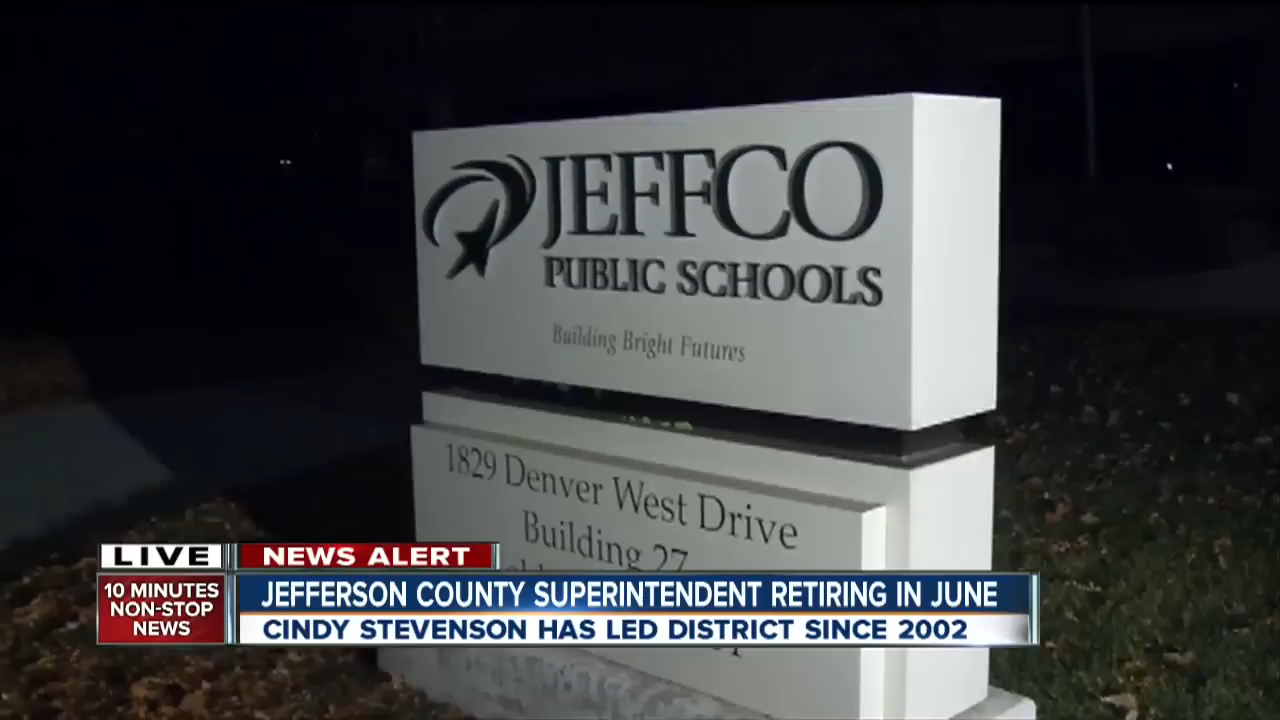 JEFFCO
PUBLIC SCHOOLS
Building Bright Futures
1829 Denver West Drive
Building 27
LIVE
NEWS ALERT
10 MINUTES
NON-STOP
NEWS
JEFFERSON COUNTY SUPERINTENDENT RETIRING IN JUNE
CINDY STEVENSON HAS LED DISTRICT SINCE 2002